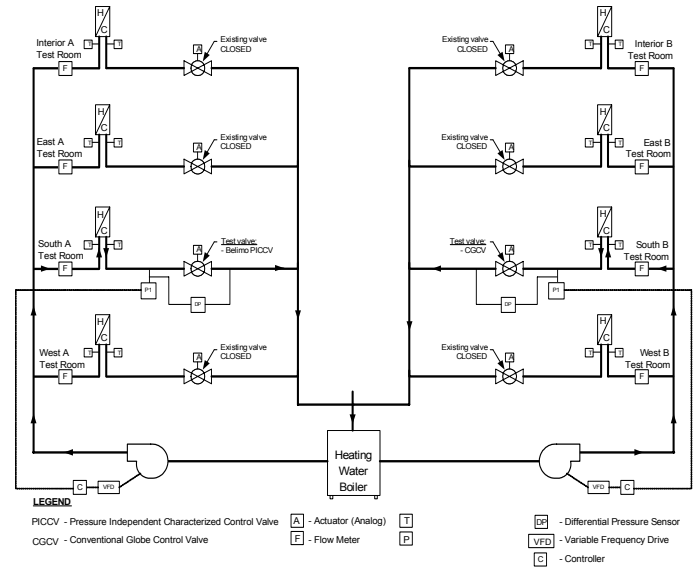 H
C
H
C
Interior A
Test Room
T
T
A
Existing valve
CLOSED
F
Existing valve
CLOSED
A
T
T
Interior B
Test Room
F
H
C
H
C
East A
Test Room
T
T
A
Existing valve
CLOSED
F
Existing valve
CLOSED
A
T
T
East B
Test Room
F
H
C
H
C
South A
Test Room
T
T
A
Test valve:
- Belimo PICCV
F
Test valve:
- CGCV
A
T
T
South B
Test Room
F
P1
DP
DP
P1
H
C
H
C
West A
Test Room
T
T
A
Existing valve
CLOSED
F
Existing valve
CLOSED
A
T
T
West B
Test Room
F
Heating
Water
Boiler
C
VFD
VFD
C
LEGEND
PICCV - Pressure Independent Characterized Control Valve
A - Actuator (Analog)
T
DP - Differential Pressure Sensor
CGCV - Conventional Globe Control Valve
F - Flow Meter
P
VFD - Variable Frequency Drive
C - Controller